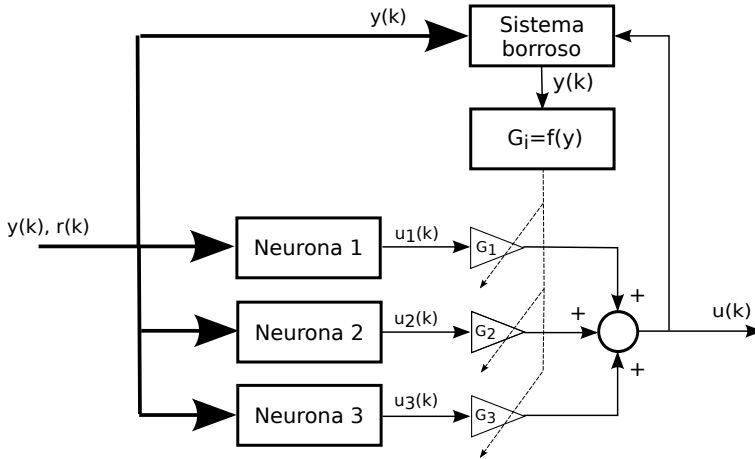 y(k)
Sistema
borroso
y(k)
Gi=f(y)
y(k), r(k)
Neurona 1
u1(k)
G1
+
Neurona 2
u2(k)
G2
+
u(k)
+
Neurona 3
u3(k)
G3